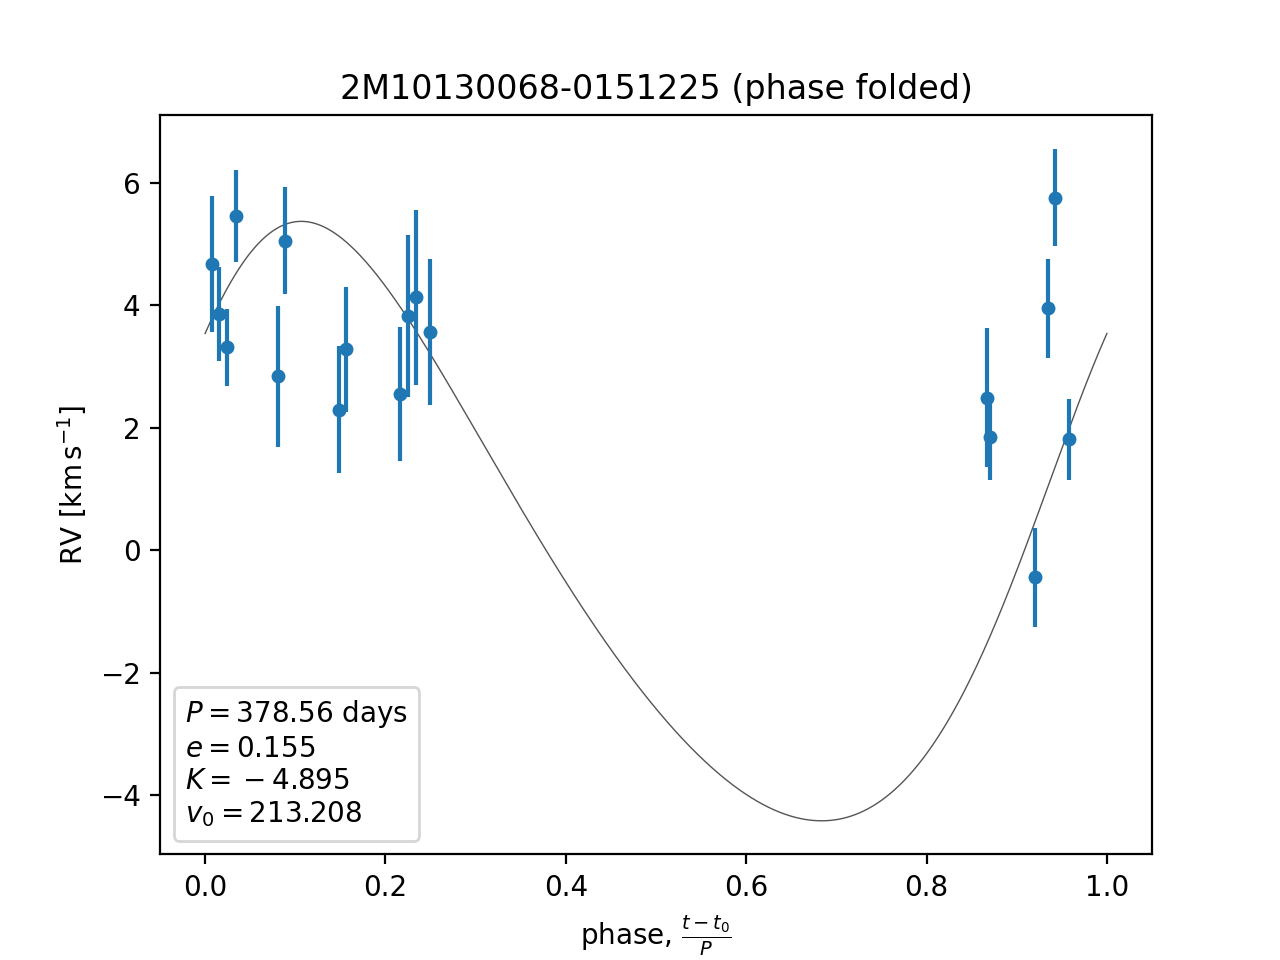 2M10130068-0151225 (phase folded)
RV [km s⁻¹]
6
4
2
0
−2
−4
P = 378.56 days
e = 0.155
K = −4.895
v₀ = 213.208
0.0 0.2 0.4 0.6 0.8 1.0
phase, (t − t₀)/P